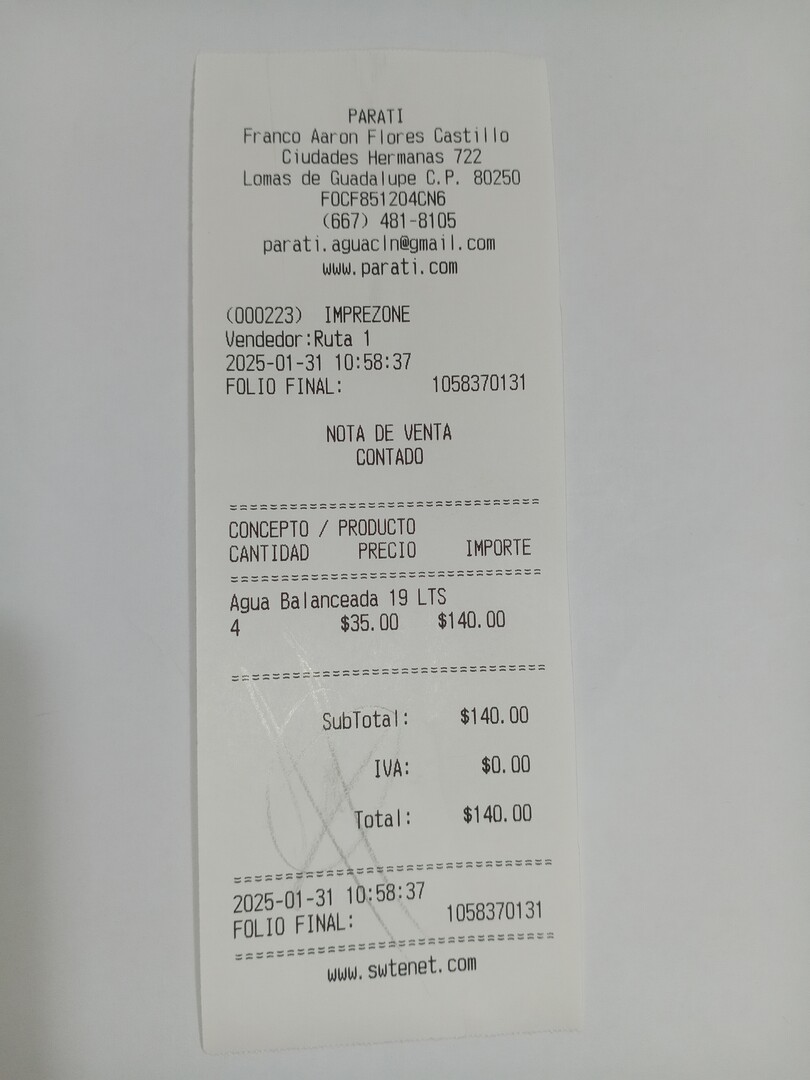 PARATI
Franco Aaron Flores Castillo
Ciudades Hermanas 722
Lomas de Guadalupe C.P. 80250
FOCF851204CN6
(667) 481-8105
parati.aguacln@gmail.com
www.parati.com
(000223) IMPREZONE
Vendedor:Ruta 1
2025-01-31 10:58:37
FOLIO FINAL: 1058370131
NOTA DE VENTA
CONTADO
===============================
CONCEPTO / PRODUCTO
CANTIDAD PRECIO IMPORTE
===============================
Agua Balanceada 19 LTS
4 $35.00 $140.00
===============================
SubTotal: $140.00
IVA: $0.00
Total: $140.00
===============================
2025-01-31 10:58:37
FOLIO FINAL: 1058370131
===============================
www.swtenet.com